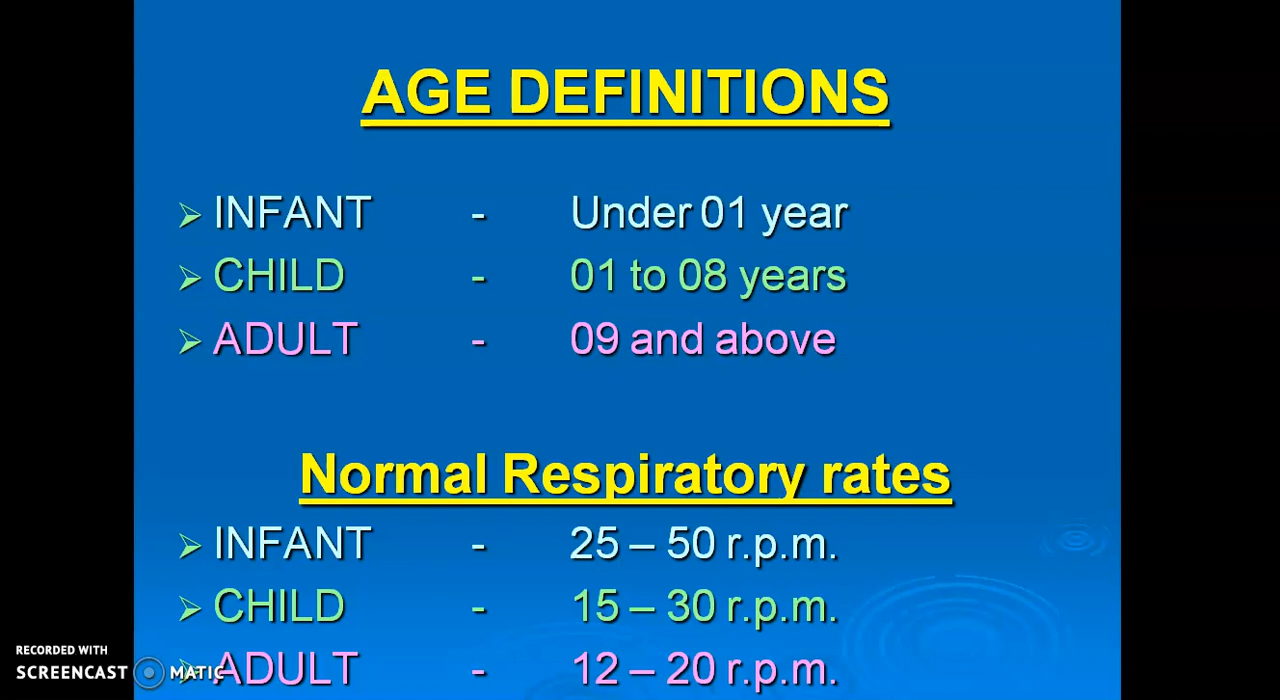 AGE DEFINITIONS
➢ INFANT - Under 01 year
➢ CHILD - 01 to 08 years
➢ ADULT - 09 and above
Normal Respiratory rates
➢ INFANT - 25 – 50 r.p.m.
➢ CHILD - 15 – 30 r.p.m.
➢ ADULT - 12 – 20 r.p.m.
RECORDED WITH
SCREENCAST MATIC